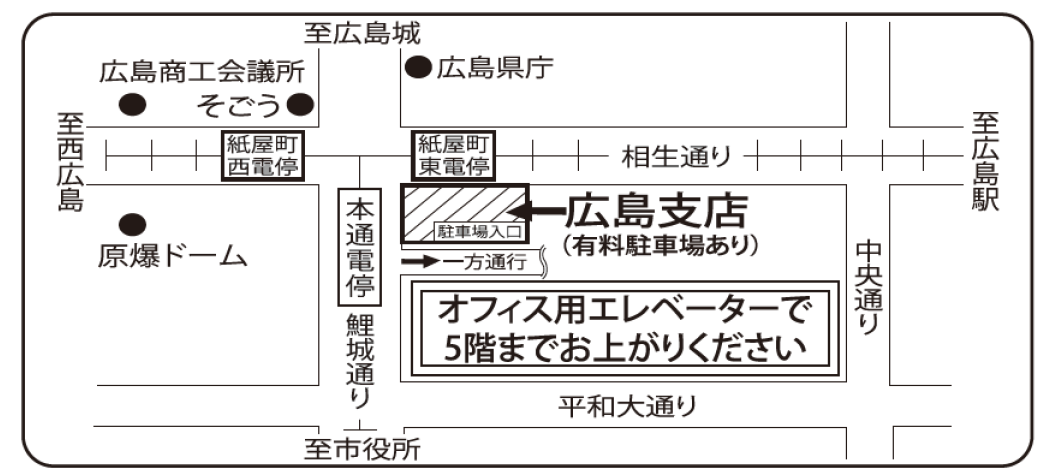 至広島城
広島県庁
広島商工会議所
そごう
至西広島
紙屋町
西電停
紙屋町
東電停
相生通り
至広島駅
本通電停
広島支店
(有料駐車場あり)
駐車場入口
原爆ドーム
一方通行
中央通り
オフィス用エレベーターで
5階までお上がりください
鯉城通り
平和大通り
至市役所